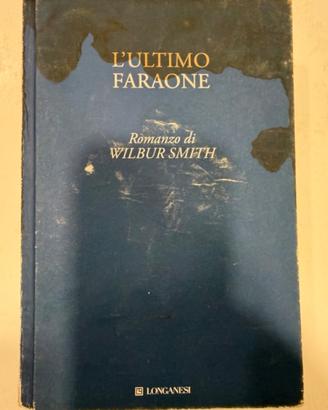 L'ULTIMO
FARAONE
Romanzo di
WILBUR SMITH
LONGANESI